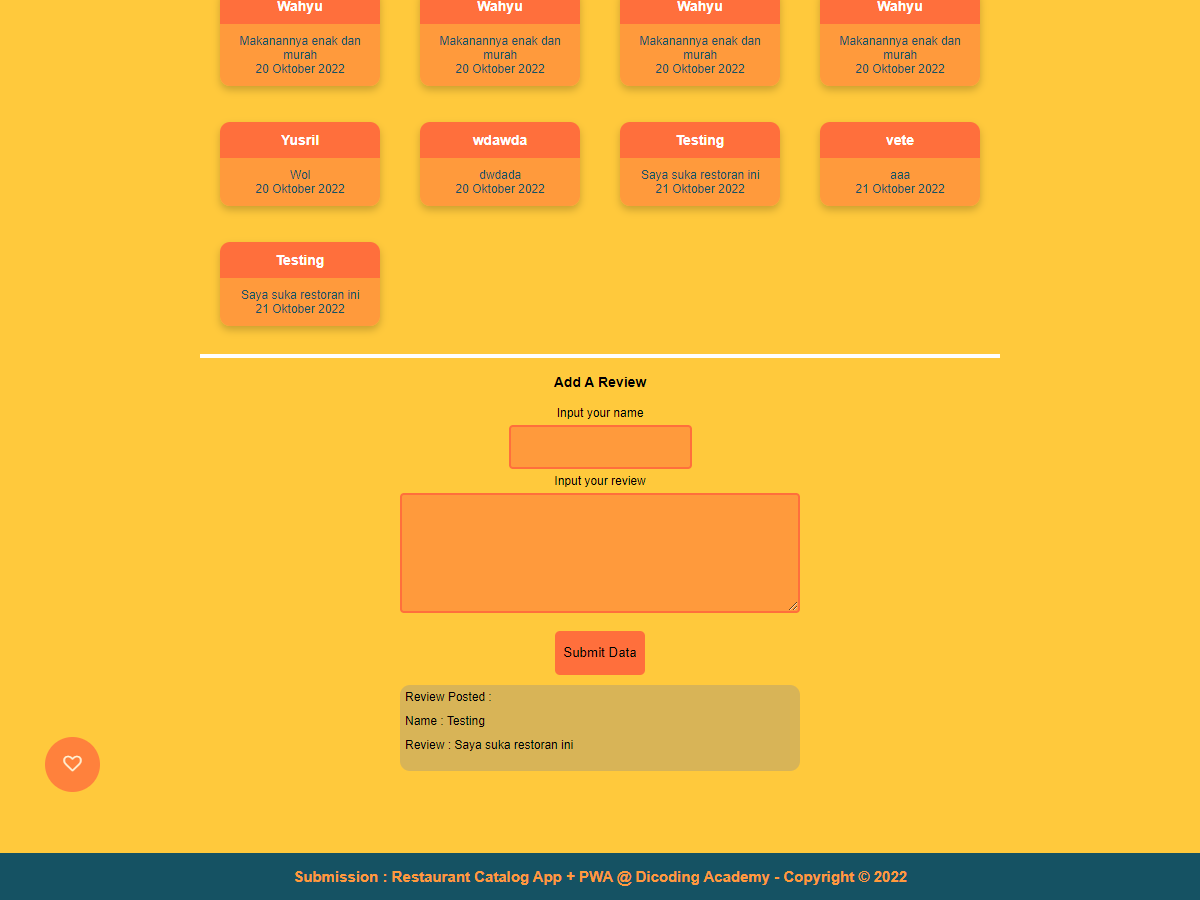 Wahyu
Makanannya enak dan
murah
20 Oktober 2022
Wahyu
Makanannya enak dan
murah
20 Oktober 2022
Wahyu
Makanannya enak dan
murah
20 Oktober 2022
Wahyu
Makanannya enak dan
murah
20 Oktober 2022
Yusril
Wol
20 Oktober 2022
wdawda
dwdada
20 Oktober 2022
Testing
Saya suka restoran ini
21 Oktober 2022
vete
aaa
21 Oktober 2022
Testing
Saya suka restoran ini
21 Oktober 2022
Add A Review
Input your name
Input your review
Submit Data
Review Posted :
Name : Testing
Review : Saya suka restoran ini
Submission : Restaurant Catalog App + PWA @ Dicoding Academy - Copyright © 2022